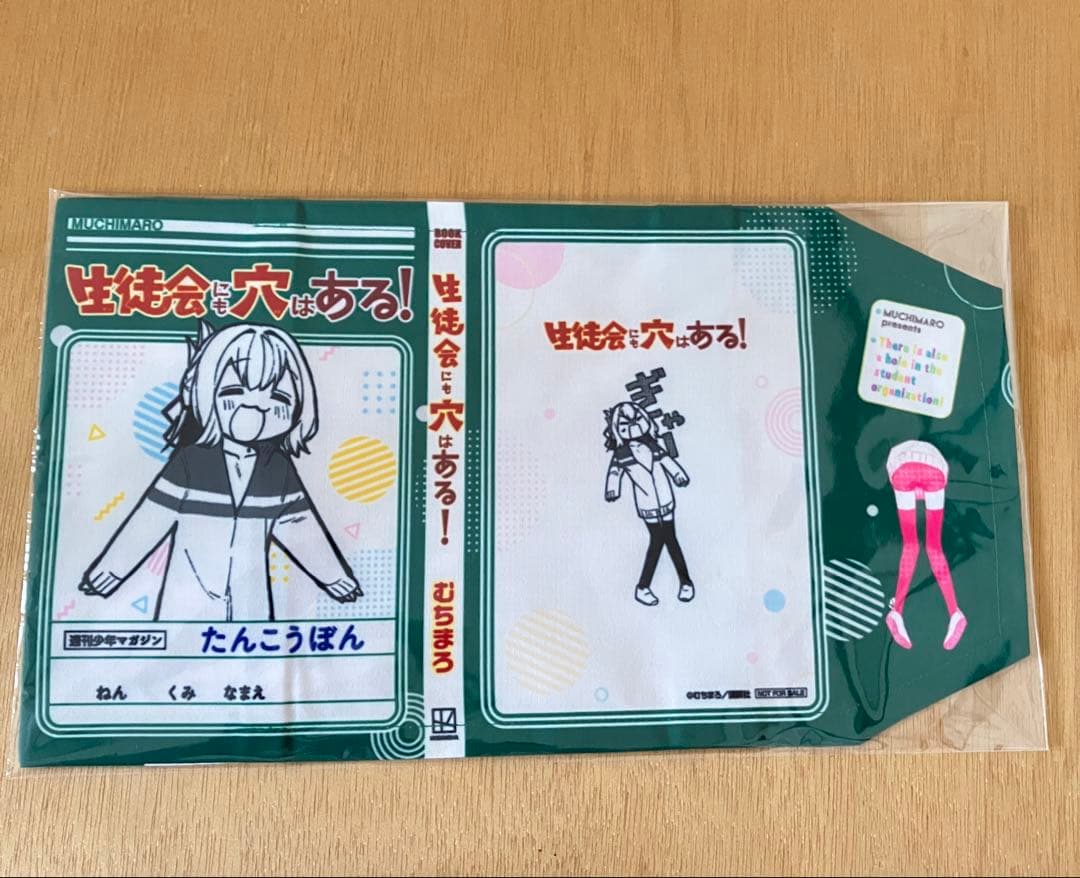 MUCHIMARO
生徒会にも穴はある!
週刊少年マガジン
たんこうぼん
ねん くみ なまえ
BOOK
COVER
生徒会にも穴はある!
むちまろ
生徒会にも穴はある!
ギャー
©むちまろ/講談社
NOT FOR SALE
MUCHIMARO
presents
There is also
a hole in the
student
organization!